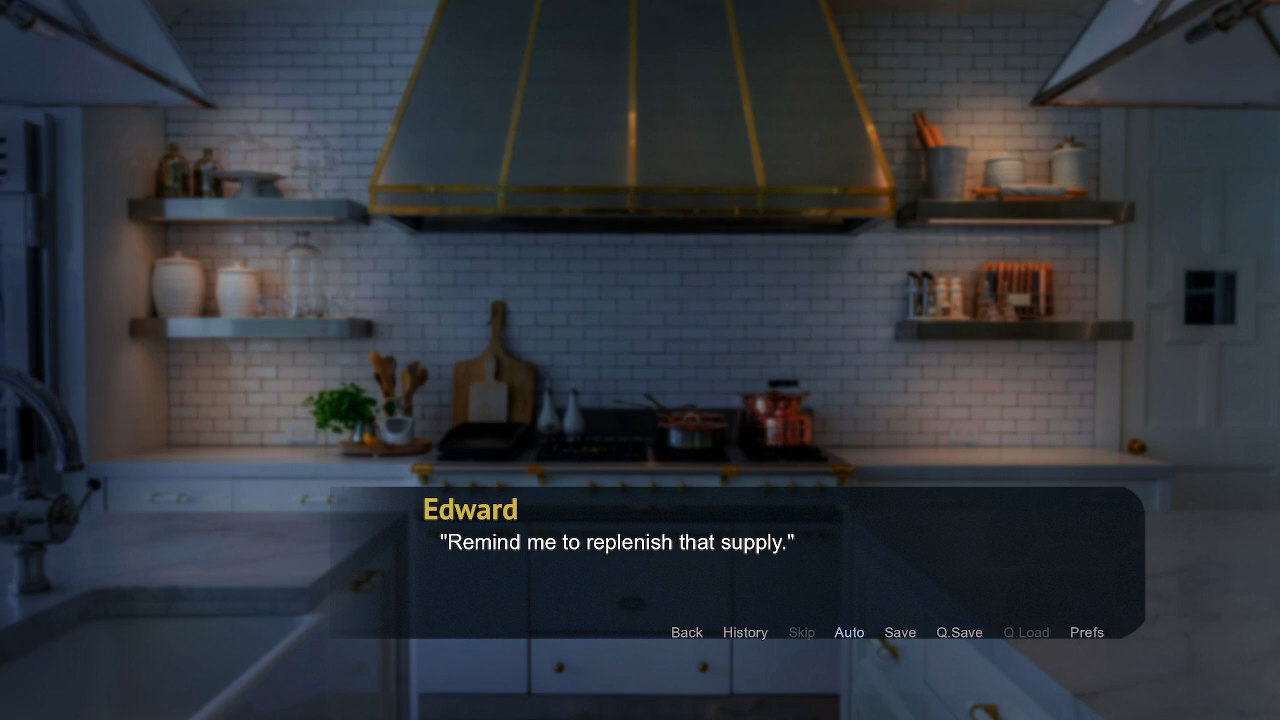 Edward
"Remind me to replenish that supply."
Back History Skip Auto Save Q.Save Q.Load Prefs